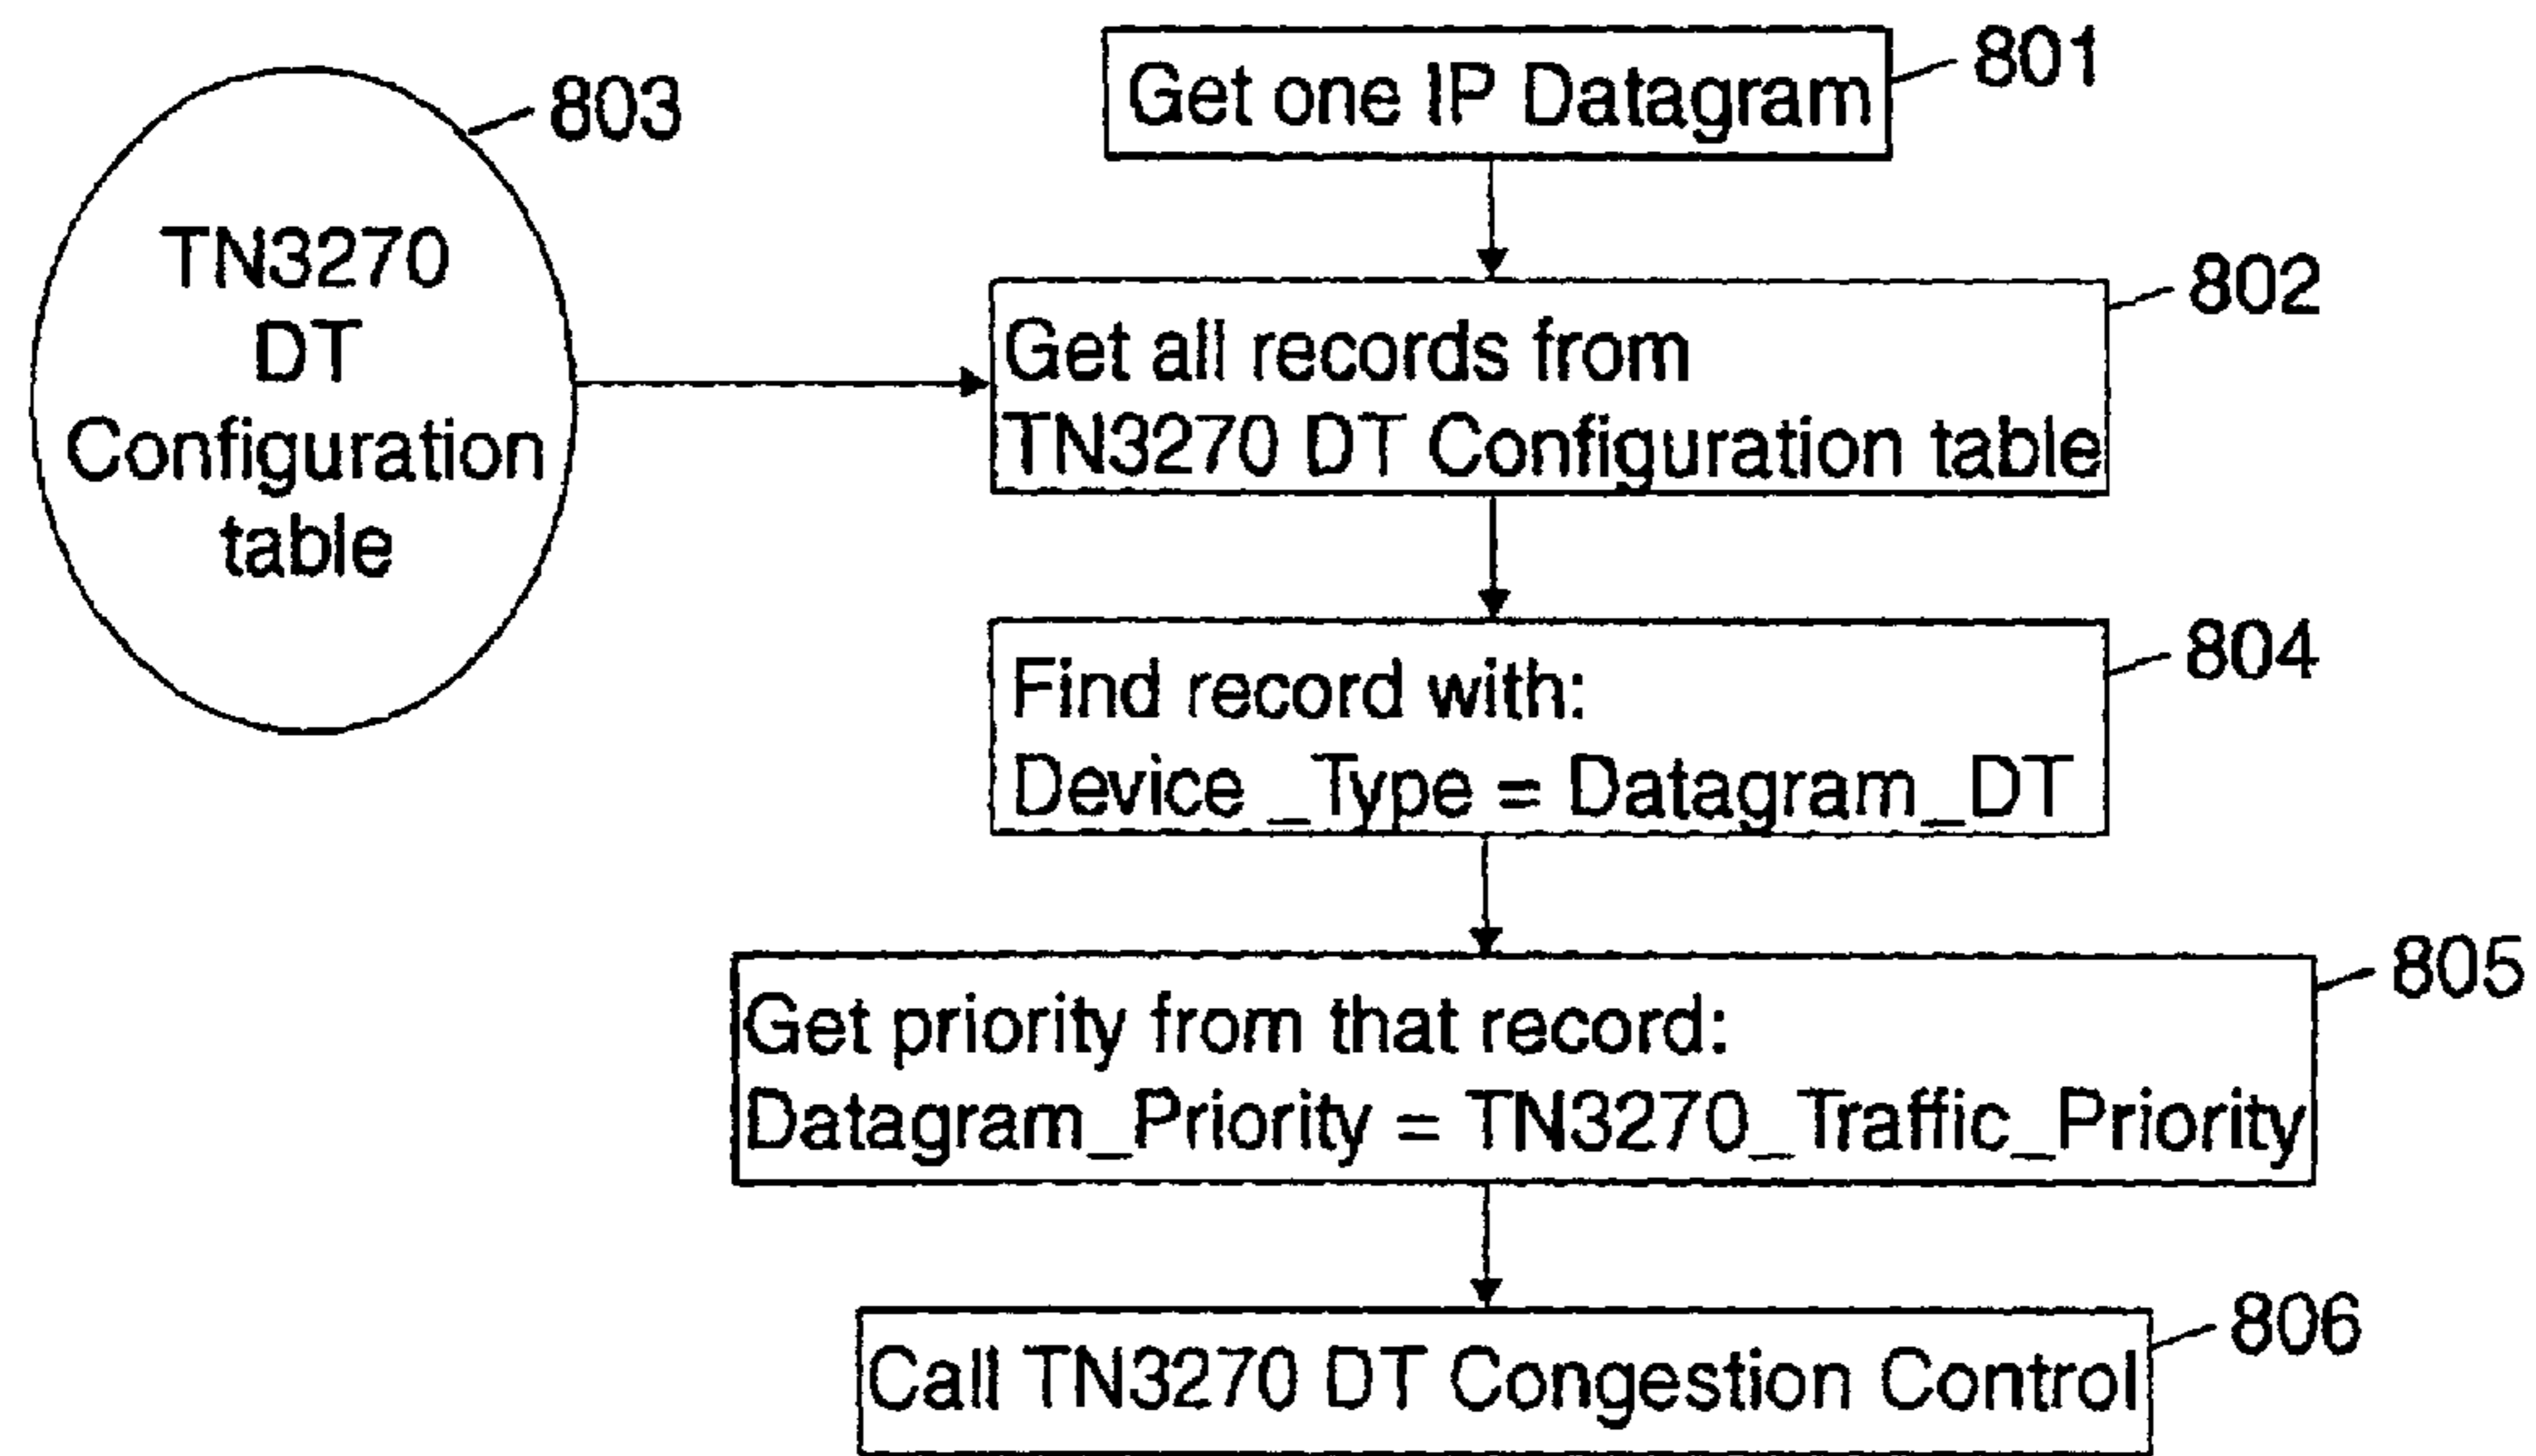 Get one IP Datagram
801
803
TN3270
DT
Configuration
table
Get all records from
TN3270 DT Configuration table
802
Find record with:
Device _Type = Datagram_DT
804
Get priority from that record:
Datagram_Priority = TN3270_Traffic_Priority
805
Call TN3270 DT Congestion Control
806